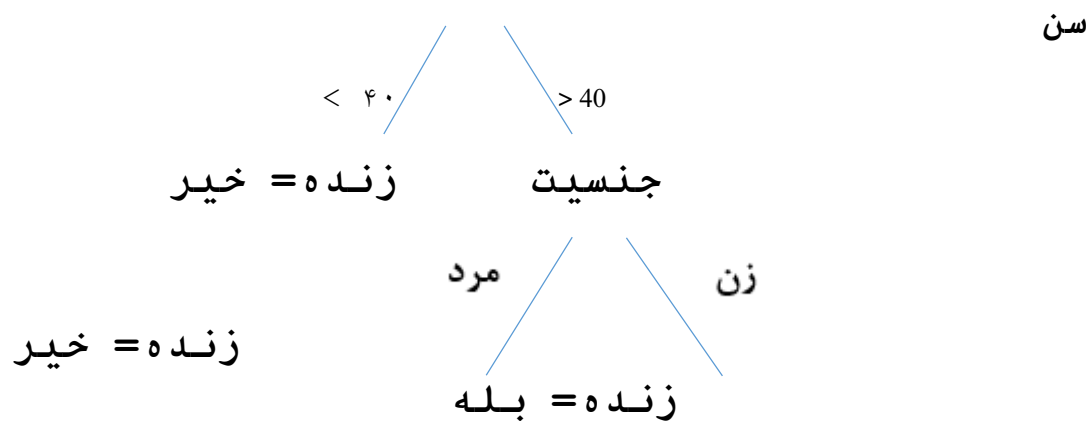 سن
< ۴۰
> 40
زنده= خیر
جنسیت
مرد
زن
زنده= خیر
زنده= بله